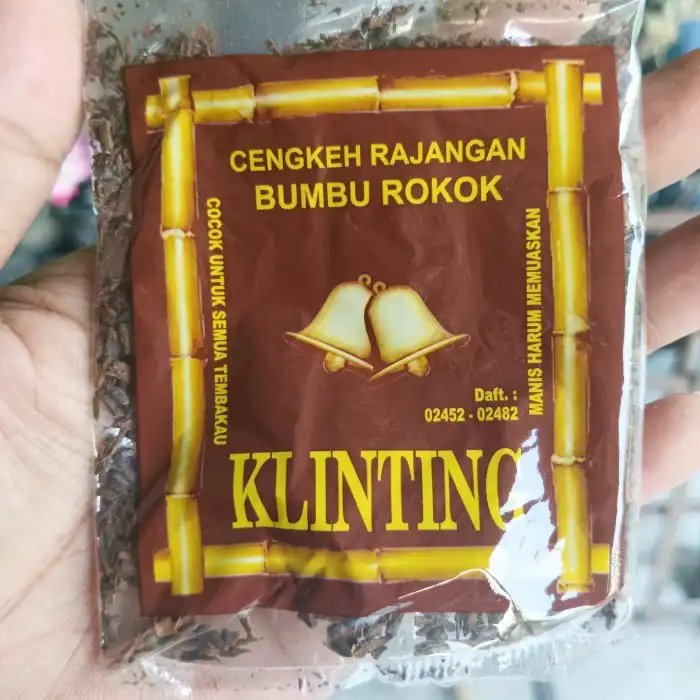 CENGKEH RAJANGAN
BUMBU ROKOK
COCOK UNTUK SEMUA TEMBAKAU
MANIS HARUM MEMUASKAN
Daft. :
02452 - 02482
KLINTING